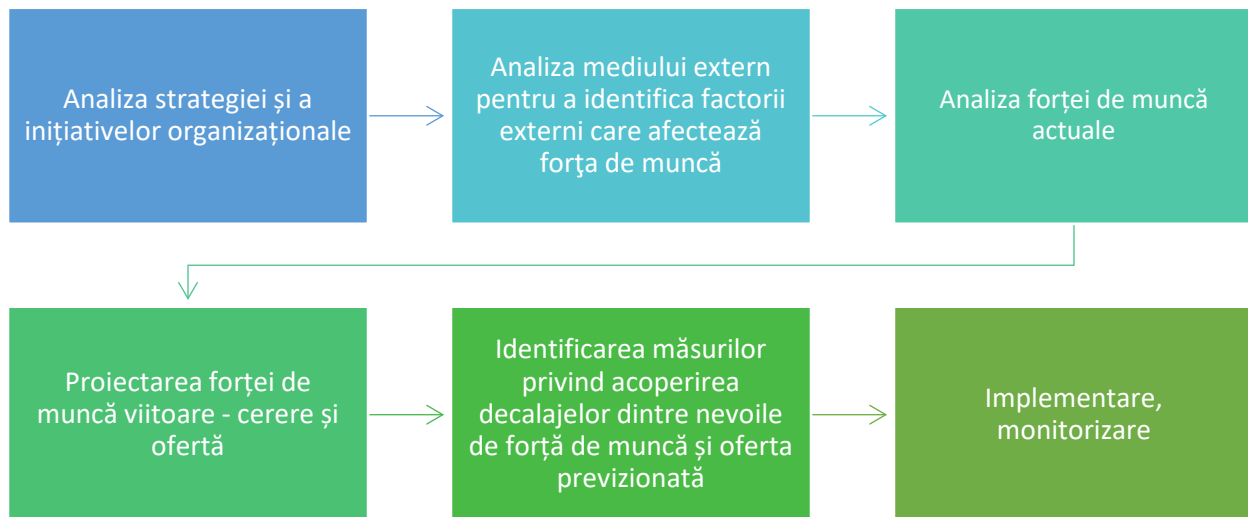 Analiza strategiei și a
inițiativelor organizaționale
Analiza mediului extern
pentru a identifica factorii
externi care afectează
forţa de muncă
Analiza forței de muncă
actuale
Proiectarea forței de
muncă viitoare - cerere și
ofertă
Identificarea măsurilor
privind acoperirea
decalajelor dintre nevoile
de forță de muncă și oferta
previzionată
Implementare,
monitorizare